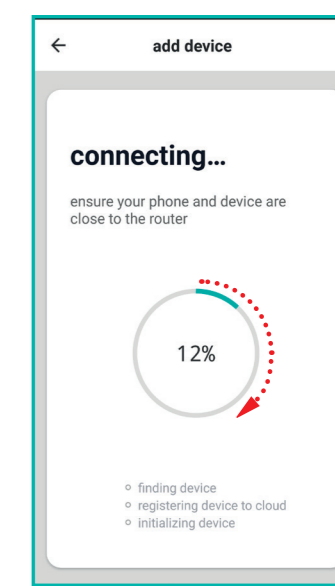 add device
connecting...
ensure your phone and device are
close to the router
12%
finding device
registering device to cloud
initializing device